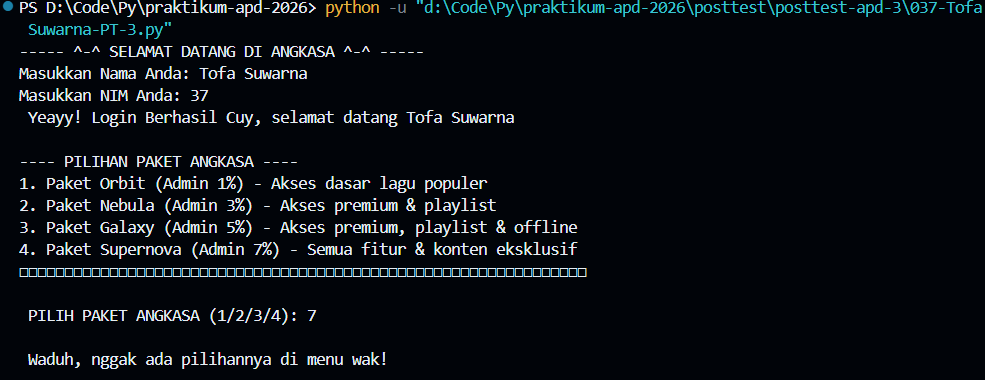 PS D:\Code\Py\praktikum-apd-2026> python -u "d:\Code\Py\praktikum-apd-2026\posttest\posttest-apd-3\037-Tofa
Suwarna-PT-3.py"
----- ^-^ SELAMAT DATANG DI ANGKASA ^-^ -----
Masukkan Nama Anda: Tofa Suwarna
Masukkan NIM Anda: 37
Yeayy! Login Berhasil Cuy, selamat datang Tofa Suwarna
---- PILIHAN PAKET ANGKASA ----
1. Paket Orbit (Admin 1%) - Akses dasar lagu populer
2. Paket Nebula (Admin 3%) - Akses premium & playlist
3. Paket Galaxy (Admin 5%) - Akses premium, playlist & offline
4. Paket Supernova (Admin 7%) - Semua fitur & konten eksklusif
PILIH PAKET ANGKASA (1/2/3/4): 7
Waduh, nggak ada pilihannya di menu wak!